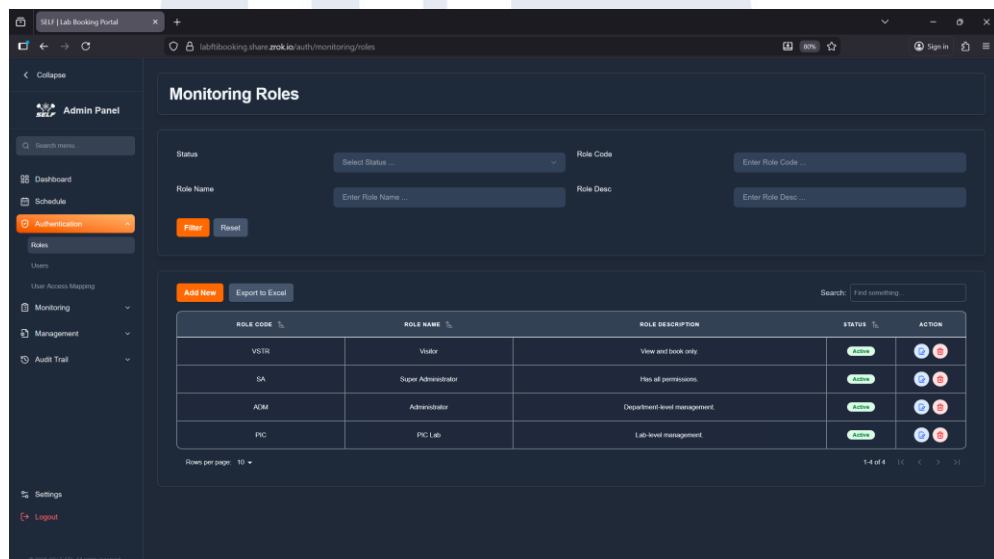 SELF | Lab Booking Portal
labftibooking.share.zrok.io/auth/monitoring/roles
80%
Sign in
Collapse
SELF
Admin Panel
Search menu...
Dashboard
Schedule
Authentication
Roles
Users
User Access Mapping
Monitoring
Management
Audit Trail
Settings
Logout
Monitoring Roles
Status
Select Status ...
Role Code
Enter Role Code ...
Role Name
Enter Role Name ...
Role Desc
Enter Role Desc ...
Filter
Reset
Add New
Export to Excel
Search:
Find something...
ROLE CODE ROLE NAME ROLE DESCRIPTION STATUS ACTION
VSTR Visitor View and book only. Active
SA Super Administrator Has all permissions. Active
ADM Administrator Department-level management. Active
PIC PIC Lab Lab-level management. Active
Rows per page: 10
1-4 of 4